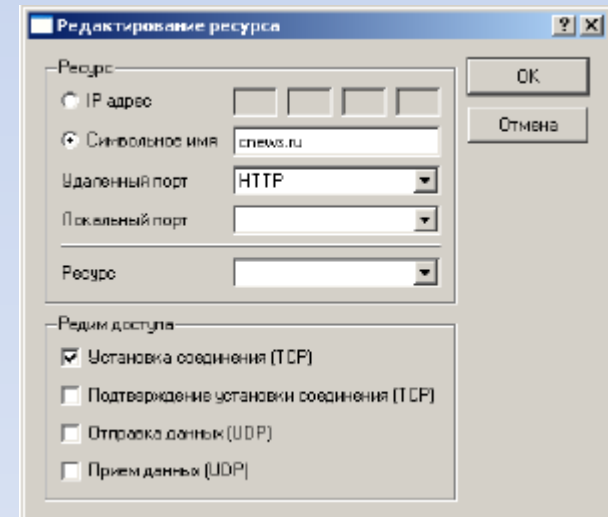 Редактирование ресурса
Ресурс
OK
IP адрес
Отмена
Символьное имя
cnews.ru
Удаленный порт
HTTP
Локальный порт
Ресурс
Редим доступа
Установка соединения (TCP)
Подтверждение установки соединения (TCP)
Отправка данных (UDP)
Прием данных (UDP)